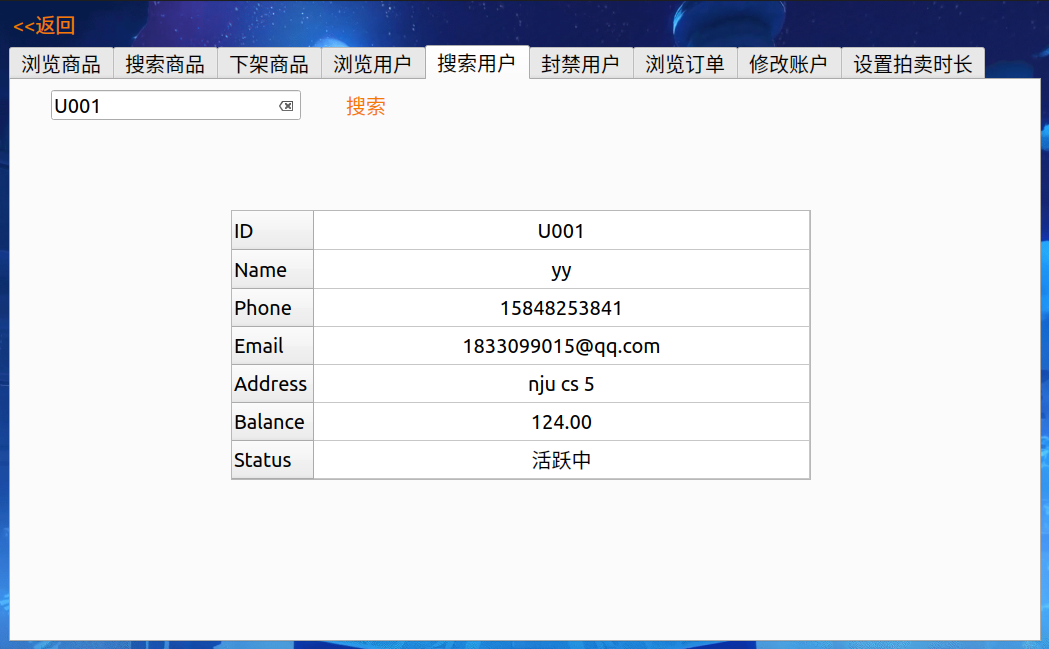 <<返回
浏览商品 搜索商品 下架商品 浏览用户 搜索用户 封禁用户 浏览订单 修改账户 设置拍卖时长
U001 搜索
ID U001
Name yy
Phone 15848253841
Email 1833099015@qq.com
Address nju cs 5
Balance 124.00
Status 活跃中